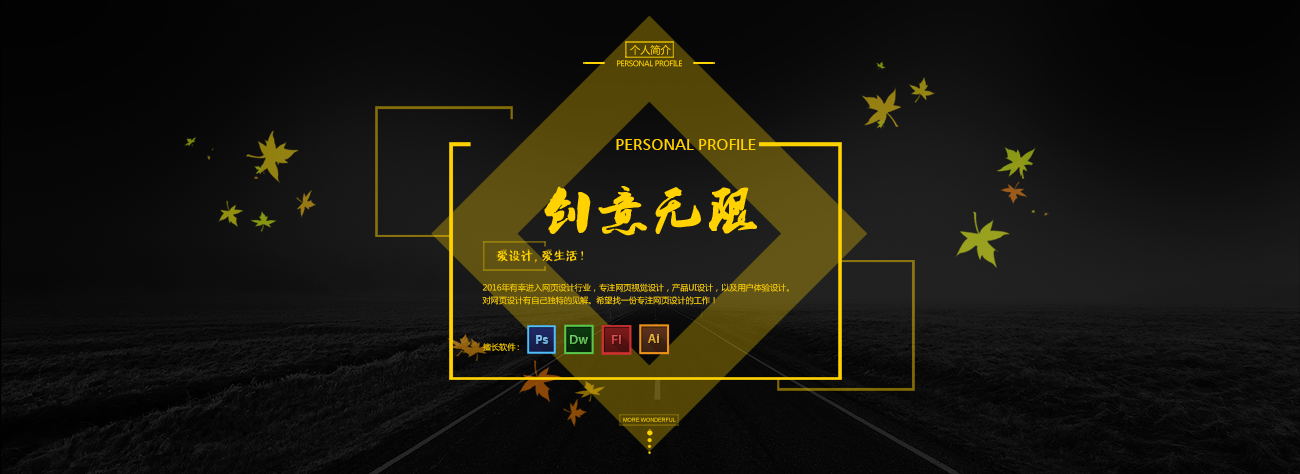 个人简介
PERSONAL PROFILE
PERSONAL PROFILE
创意无限
爱设计, 爱生活!
2016年有幸进入网页设计行业，专注网页视觉设计，产品UI设计，以及用户体验设计。
对网页设计有自己独特的见解。希望找一份专注网页设计的工作！
擅长软件： Ps Dw Fl Ai
MORE WONDERFUL